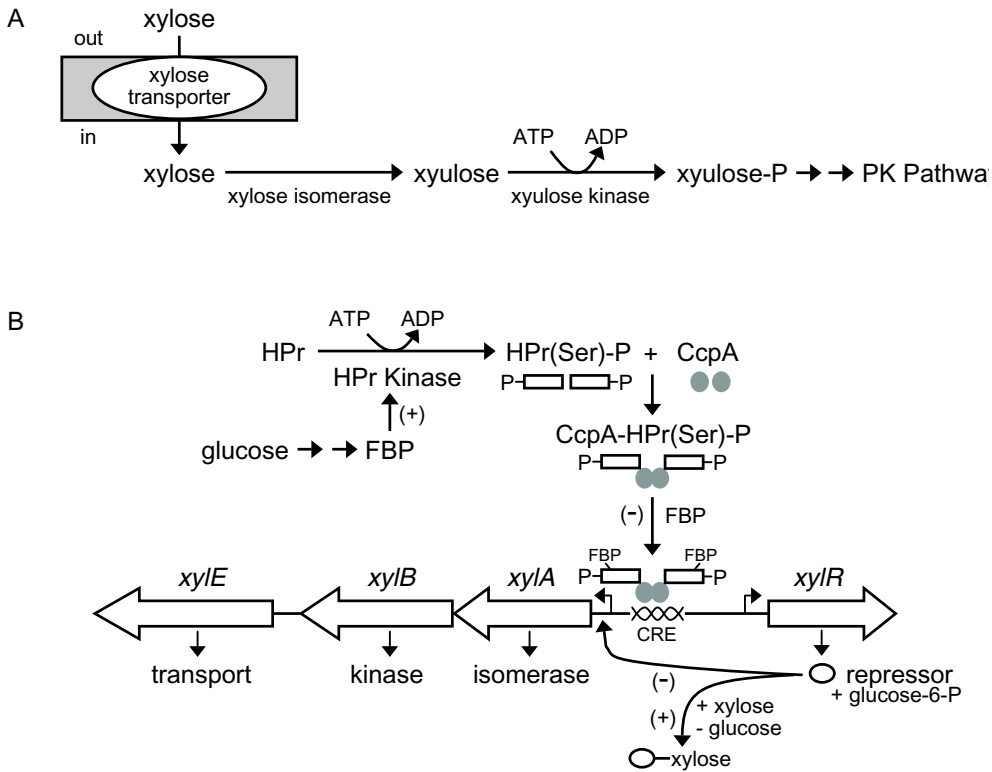 A
xylose
out
xylose
transporter
in
xylose
xylose isomerase
xyulose
ATP ADP
xyulose kinase
xyulose-P
PK Pathway
B
ATP ADP
HPr
HPr Kinase
HPr(Ser)-P + CcpA
P P
(+)
glucose FBP
CcpA-HPr(Ser)-P
P P
(-) FBP
FBP FBP
P P
xylE xylB xylA xylR
CRE
transport kinase isomerase
repressor
+ glucose-6-P
(-)
(+)
+ xylose
- glucose
xylose